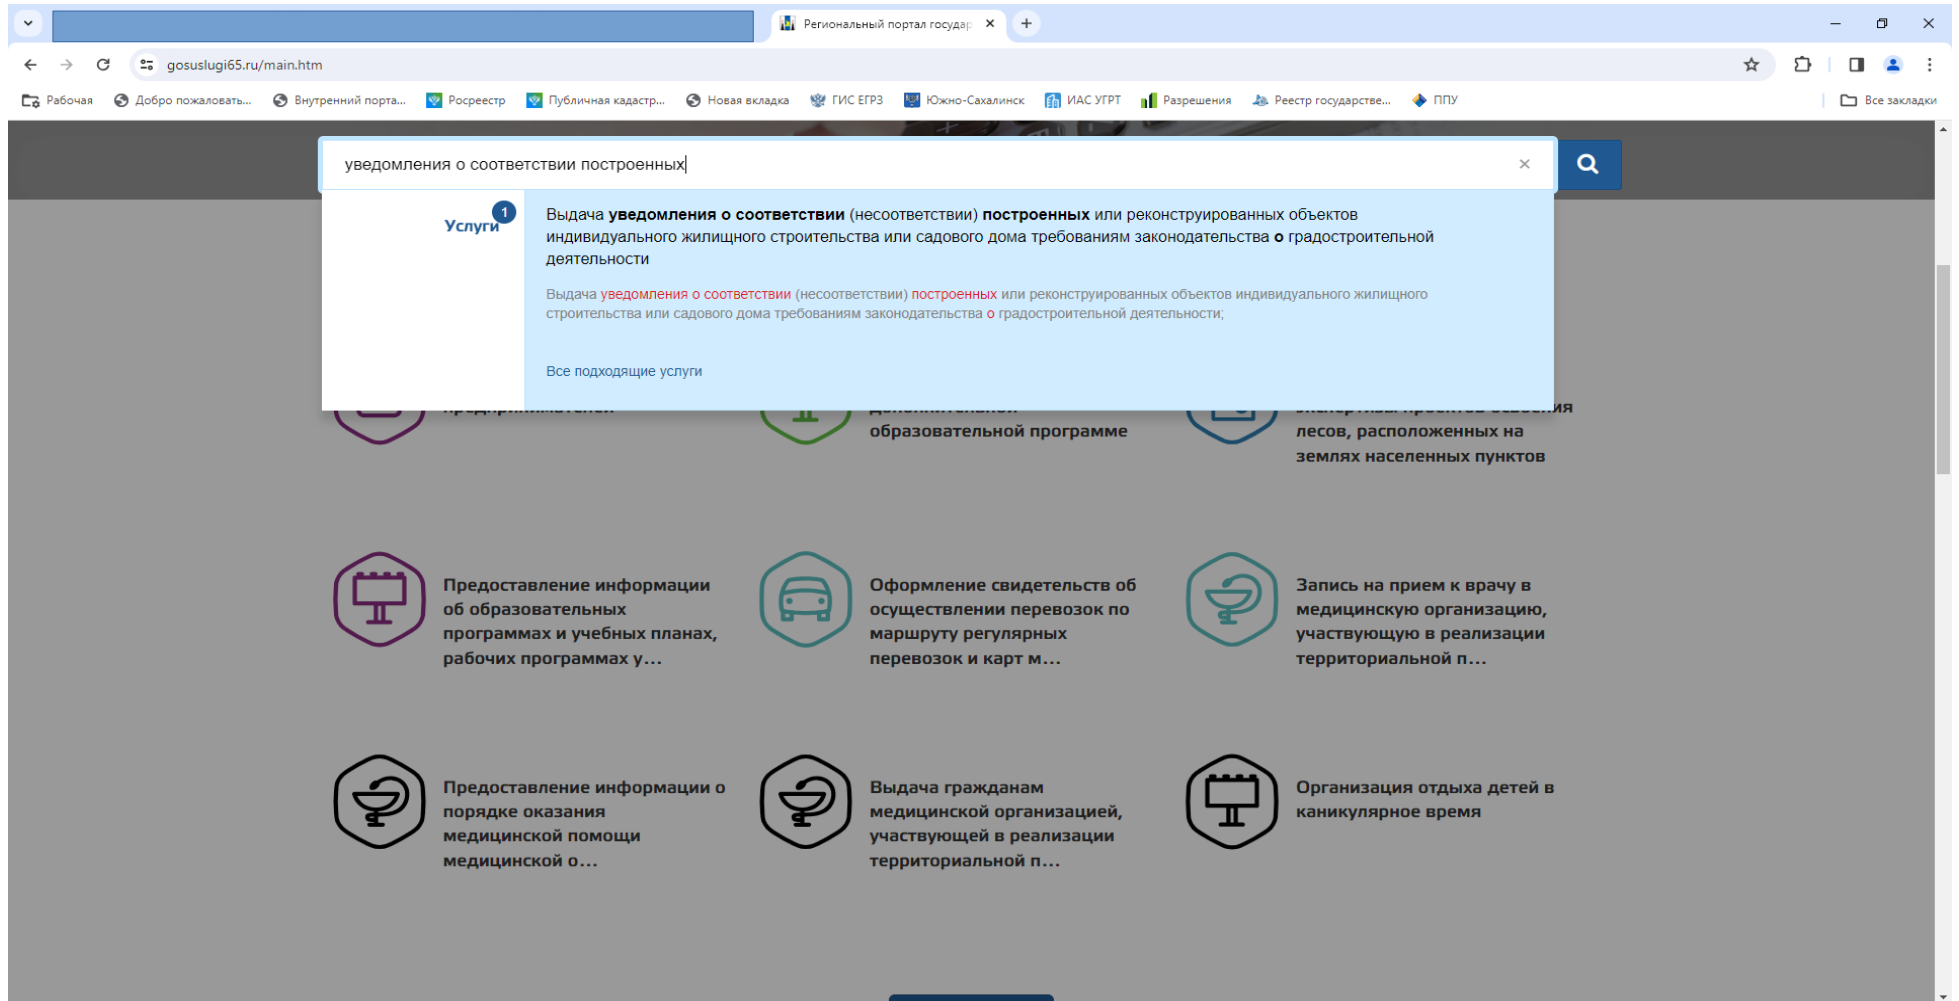 Региональный портал государ
gosuslugi65.ru/main.htm
Рабочая Добро пожаловать... Внутренний порта... Росреестр Публичная кадастр... Новая вкладка ГИС ЕГРЗ Южно-Сахалинск ИАС УГРТ Разрешения Реестр государстве... ППУ Все закладки
уведомления о соответствии построенных
Услуги 1
Выдача уведомления о соответствии (несоответствии) построенных или реконструированных объектов
индивидуального жилищного строительства или садового дома требованиям законодательства о градостроительной
деятельности
Выдача уведомления о соответствии (несоответствии) построенных или реконструированных объектов индивидуального жилищного
строительства или садового дома требованиям законодательства о градостроительной деятельности;
Все подходящие услуги
образовательной программе
лесов, расположенных на
землях населенных пунктов
Предоставление информации
об образовательных
программах и учебных планах,
рабочих программах у...
Оформление свидетельств об
осуществлении перевозок по
маршруту регулярных
перевозок и карт м...
Запись на прием к врачу в
медицинскую организацию,
участвующую в реализации
территориальной п...
Предоставление информации о
порядке оказания
медицинской помощи
медицинской о...
Выдача гражданам
медицинской организацией,
участвующей в реализации
территориальной п...
Организация отдыха детей в
каникулярное время